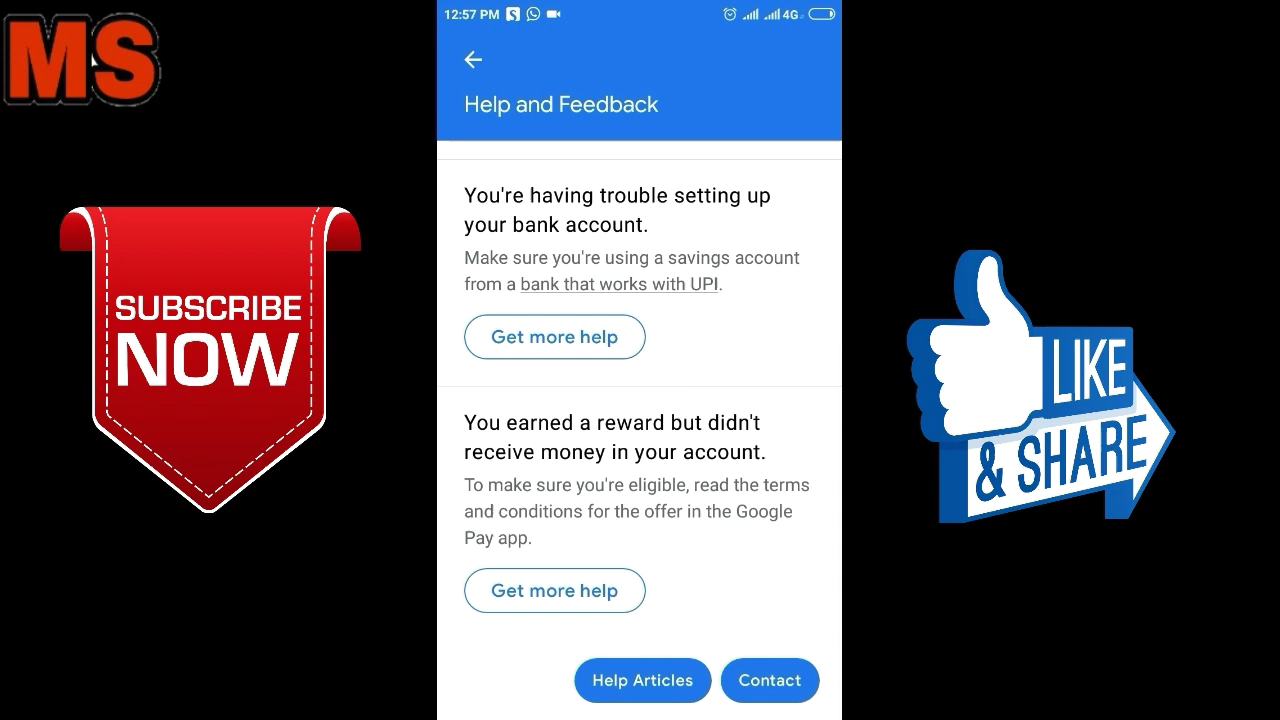 MS
12:57 PM
4G
Help and Feedback
You're having trouble setting up
your bank account.
Make sure you're using a savings account
from a bank that works with UPI.
Get more help
You earned a reward but didn't
receive money in your account.
To make sure you're eligible, read the terms
and conditions for the offer in the Google
Pay app.
Get more help
Help Articles
Contact
SUBSCRIBE
NOW
LIKE
& SHARE